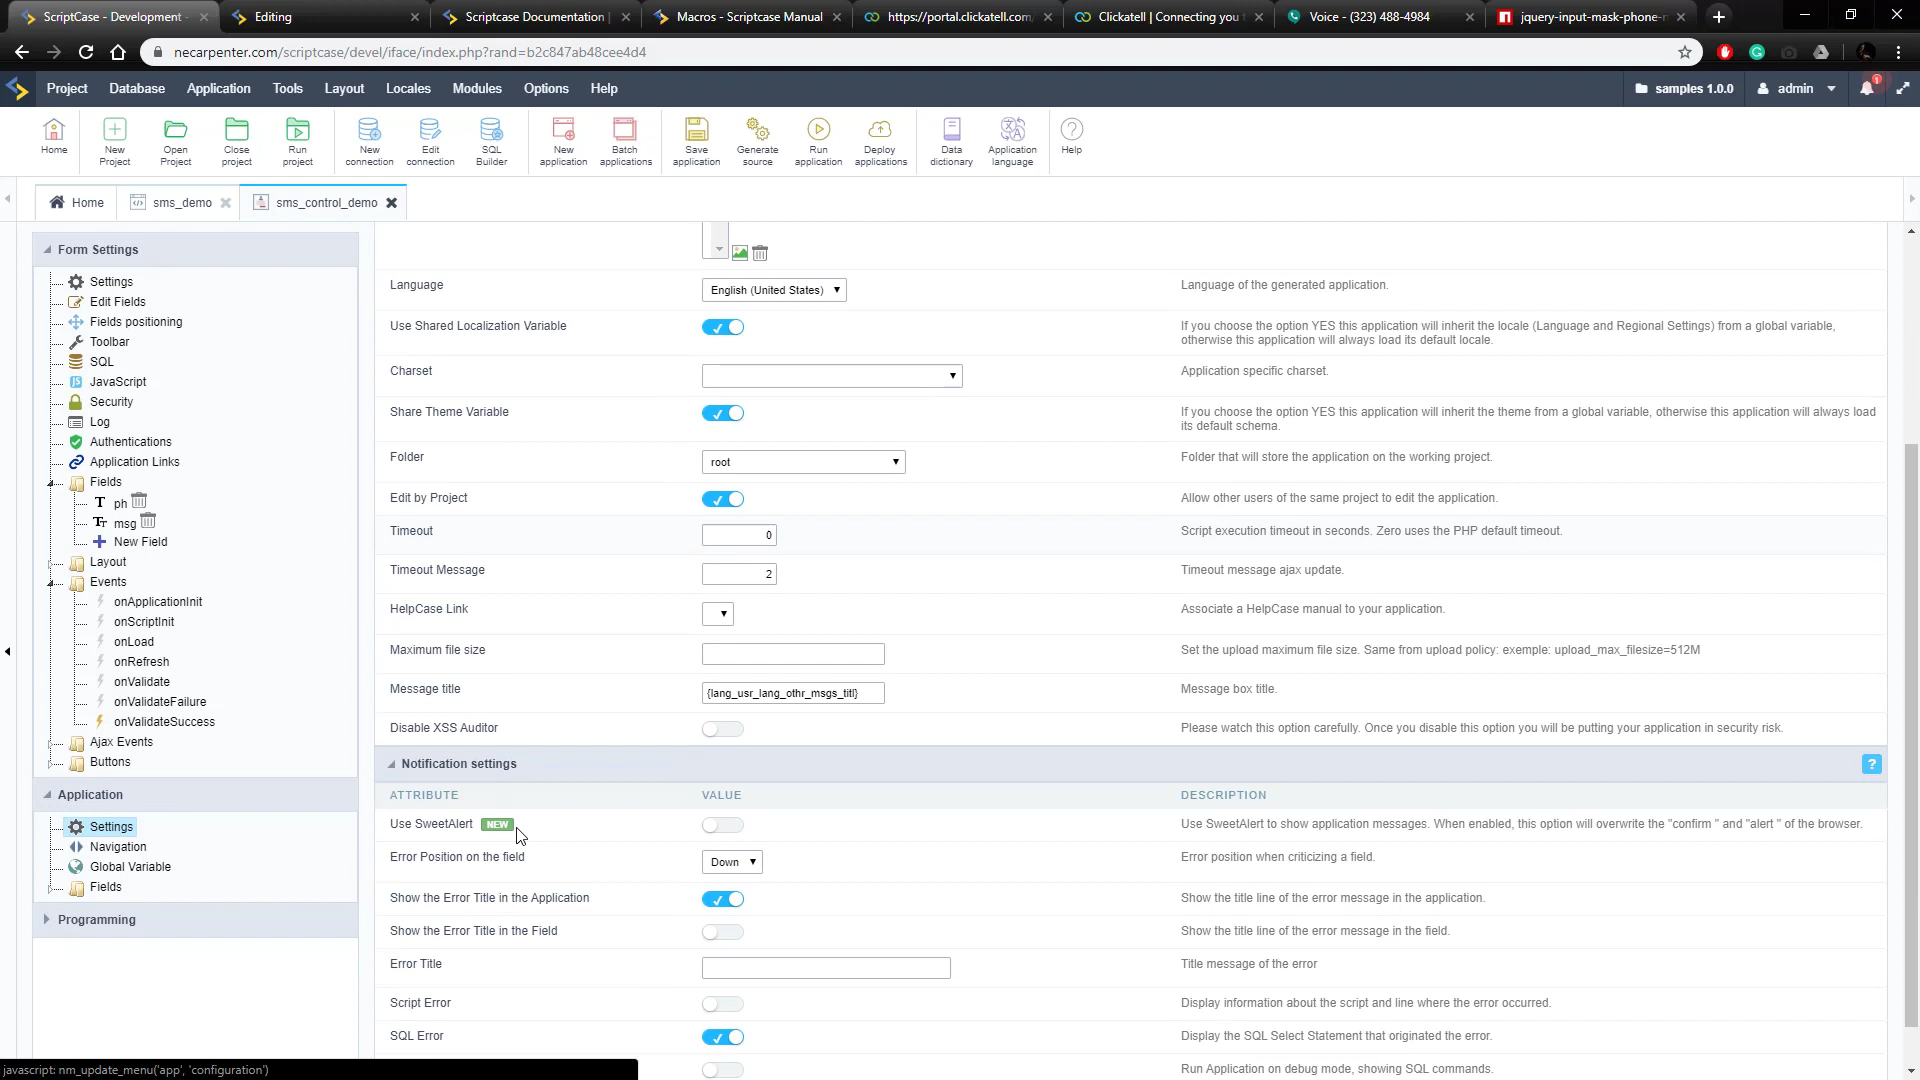 ScriptCase - Development -
Editing
Scriptcase Documentation |
Macros - Scriptcase Manual
https://portal.clickatell.com/
Clickatell | Connecting you t
Voice - (323) 488-4984
jquery-input-mask-phone-n
necarpenter.com/scriptcase/devel/iface/index.php?rand=b2c847ab48cee4d4
Project
Database
Application
Tools
Layout
Locales
Modules
Options
Help
samples 1.0.0
admin
1
Home
New Project
Open Project
Close project
Run project
New connection
Edit connection
SQL Builder
New application
Batch applications
Save application
Generate source
Run application
Deploy applications
Data dictionary
Application language
Help
Home
sms_demo
sms_control_demo
Form Settings
Settings
Edit Fields
Fields positioning
Toolbar
SQL
JavaScript
Security
Log
Authentications
Application Links
Fields
ph
msg
New Field
Layout
Events
onApplicationInit
onScriptInit
onLoad
onRefresh
onValidate
onValidateFailure
onValidateSuccess
Ajax Events
Buttons
Application
Settings
Navigation
Global Variable
Fields
Programming
Language
English (United States)
Language of the generated application.
Use Shared Localization Variable
If you choose the option YES this application will inherit the locale (Language and Regional Settings) from a global variable,
otherwise this application will always load its default locale.
Charset
Application specific charset.
Share Theme Variable
If you choose the option YES this application will inherit the theme from a global variable, otherwise this application will always load
its default schema.
Folder
root
Folder that will store the application on the working project.
Edit by Project
Allow other users of the same project to edit the application.
Timeout
0
Script execution timeout in seconds. Zero uses the PHP default timeout.
Timeout Message
2
Timeout message ajax update.
HelpCase Link
Associate a HelpCase manual to your application.
Maximum file size
Set the upload maximum file size. Same from upload policy: exemple: upload_max_filesize=512M
Message title
{lang_usr_lang_othr_msgs_titl}
Message box title.
Disable XSS Auditor
Please watch this option carefully. Once you disable this option you will be putting your application in security risk.
Notification settings
?
ATTRIBUTE
VALUE
DESCRIPTION
Use SweetAlert NEW
Use SweetAlert to show application messages. When enabled, this option will overwrite the "confirm " and "alert " of the browser.
Error Position on the field
Down
Error position when criticizing a field.
Show the Error Title in the Application
Show the title line of the error message in the application.
Show the Error Title in the Field
Show the title line of the error message in the field.
Error Title
Title message of the error
Script Error
Display information about the script and line where the error occurred.
SQL Error
Display the SQL Select Statement that originated the error.
Run Application on debug mode, showing SQL commands.
javascript: nm_update_menu('app', 'configuration')